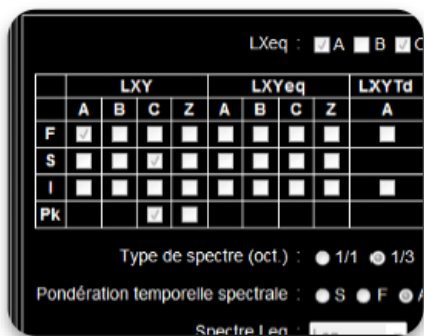 LXeq : A B C
LXY LXYeq LXYTd
A B C Z A B C Z A
F
S
I
Pk
Type de spectre (oct.) : 1/1 1/3
Pondération temporelle spectrale : S F A
Spectre Leq :